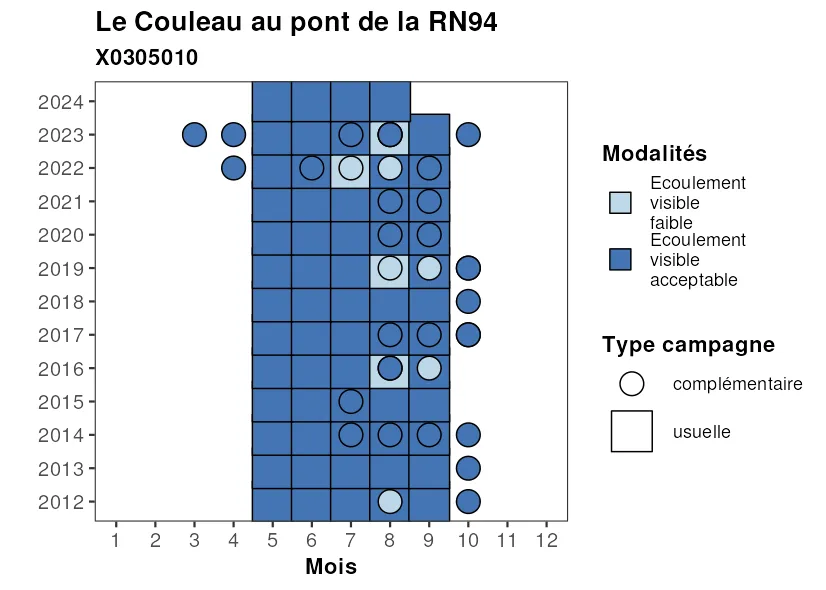 Le Couleau au pont de la RN94
X0305010
2024
2023
2022
2021
2020
2019
2018
2017
2016
2015
2014
2013
2012
1 2 3 4 5 6 7 8 9 10 11 12
Mois
Modalités
Ecoulement
visible
faible
Ecoulement
visible
acceptable
Type campagne
complémentaire
usuelle